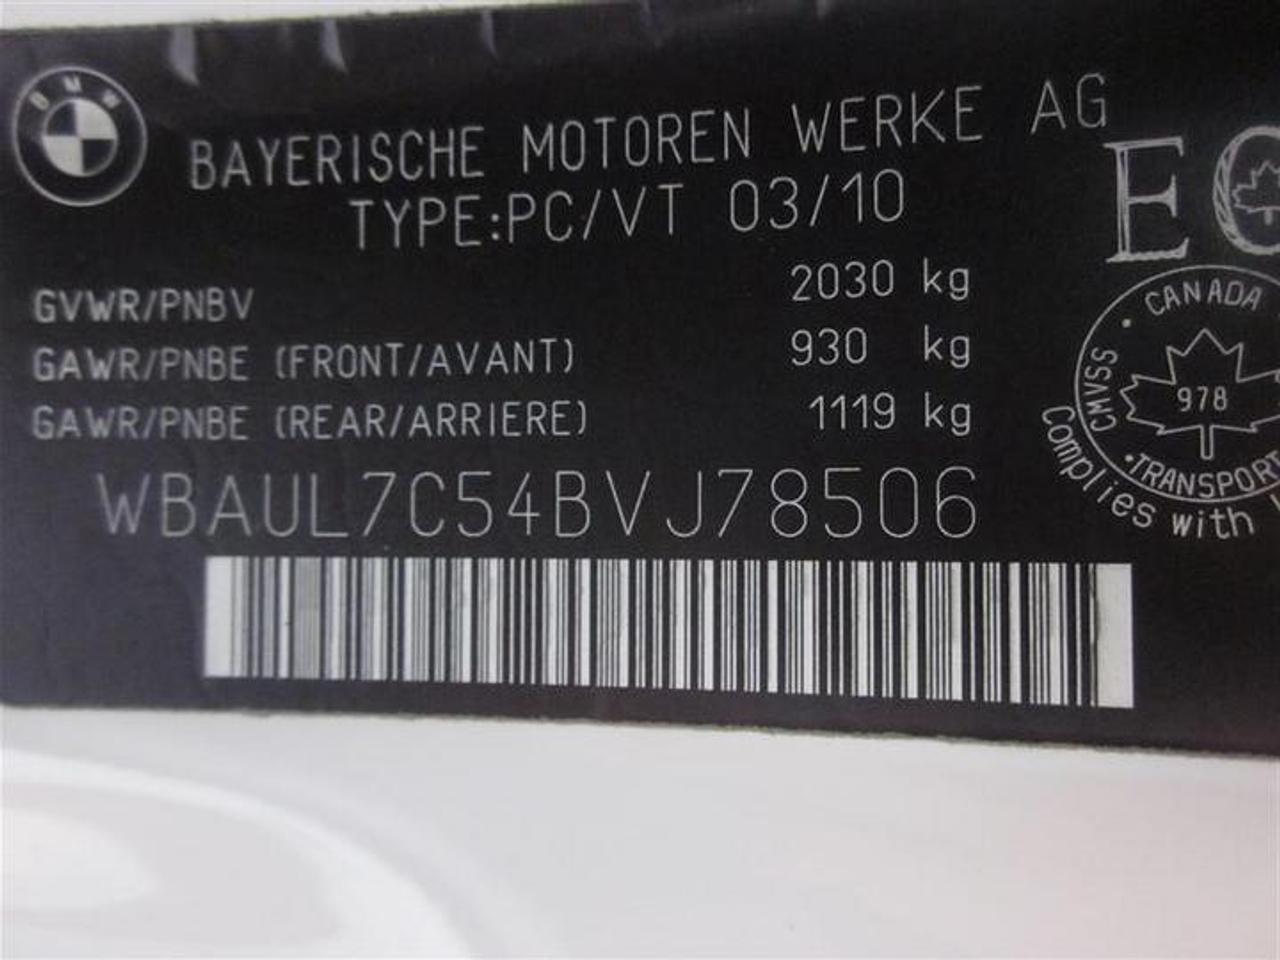 BMW
BAYERISCHE MOTOREN WERKE AG
TYPE:PC/VT 03/10
GVWR/PNBV 2030 kg
GAWR/PNBE (FRONT/AVANT) 930 kg
GAWR/PNBE (REAR/ARRIERE) 1119 kg
WBAUL7C54BVJ78506
CANADA
CMVSS
978
TRANSPORT
Complies with